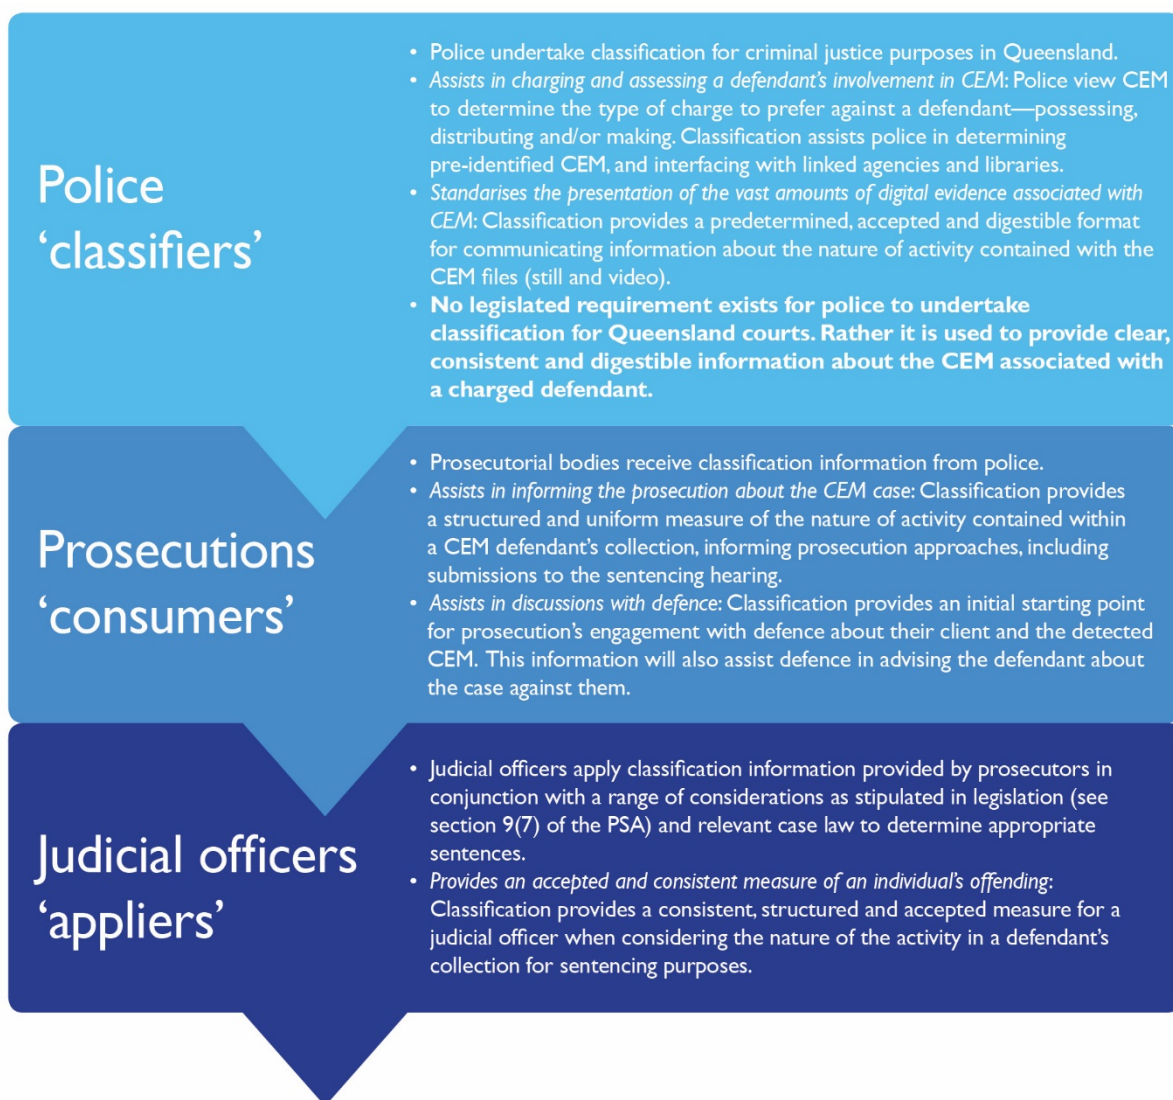 Police
‘classifiers’
• Police undertake classification for criminal justice purposes in Queensland.
• Assists in charging and assessing a defendant’s involvement in CEM: Police view CEM
to determine the type of charge to prefer against a defendant—possessing,
distributing and/or making. Classification assists police in determining
pre-identified CEM, and interfacing with linked agencies and libraries.
• Standarises the presentation of the vast amounts of digital evidence associated with
CEM: Classification provides a predetermined, accepted and digestible format
for communicating information about the nature of activity contained with the
CEM files (still and video).
• No legislated requirement exists for police to undertake
classification for Queensland courts. Rather it is used to provide clear,
consistent and digestible information about the CEM associated with
a charged defendant.
Prosecutions
‘consumers’
• Prosecutorial bodies receive classification information from police.
• Assists in informing the prosecution about the CEM case: Classification provides
a structured and uniform measure of the nature of activity contained within
a CEM defendant’s collection, informing prosecution approaches, including
submissions to the sentencing hearing.
• Assists in discussions with defence: Classification provides an initial starting point
for prosecution’s engagement with defence about their client and the detected
CEM. This information will also assist defence in advising the defendant about
the case against them.
Judicial officers
‘appliers’
• Judicial officers apply classification information provided by prosecutors in
conjunction with a range of considerations as stipulated in legislation (see
section 9(7) of the PSA) and relevant case law to determine appropriate
sentences.
• Provides an accepted and consistent measure of an individual’s offending:
Classification provides a consistent, structured and accepted measure for a
judicial officer when considering the nature of the activity in a defendant’s
collection for sentencing purposes.